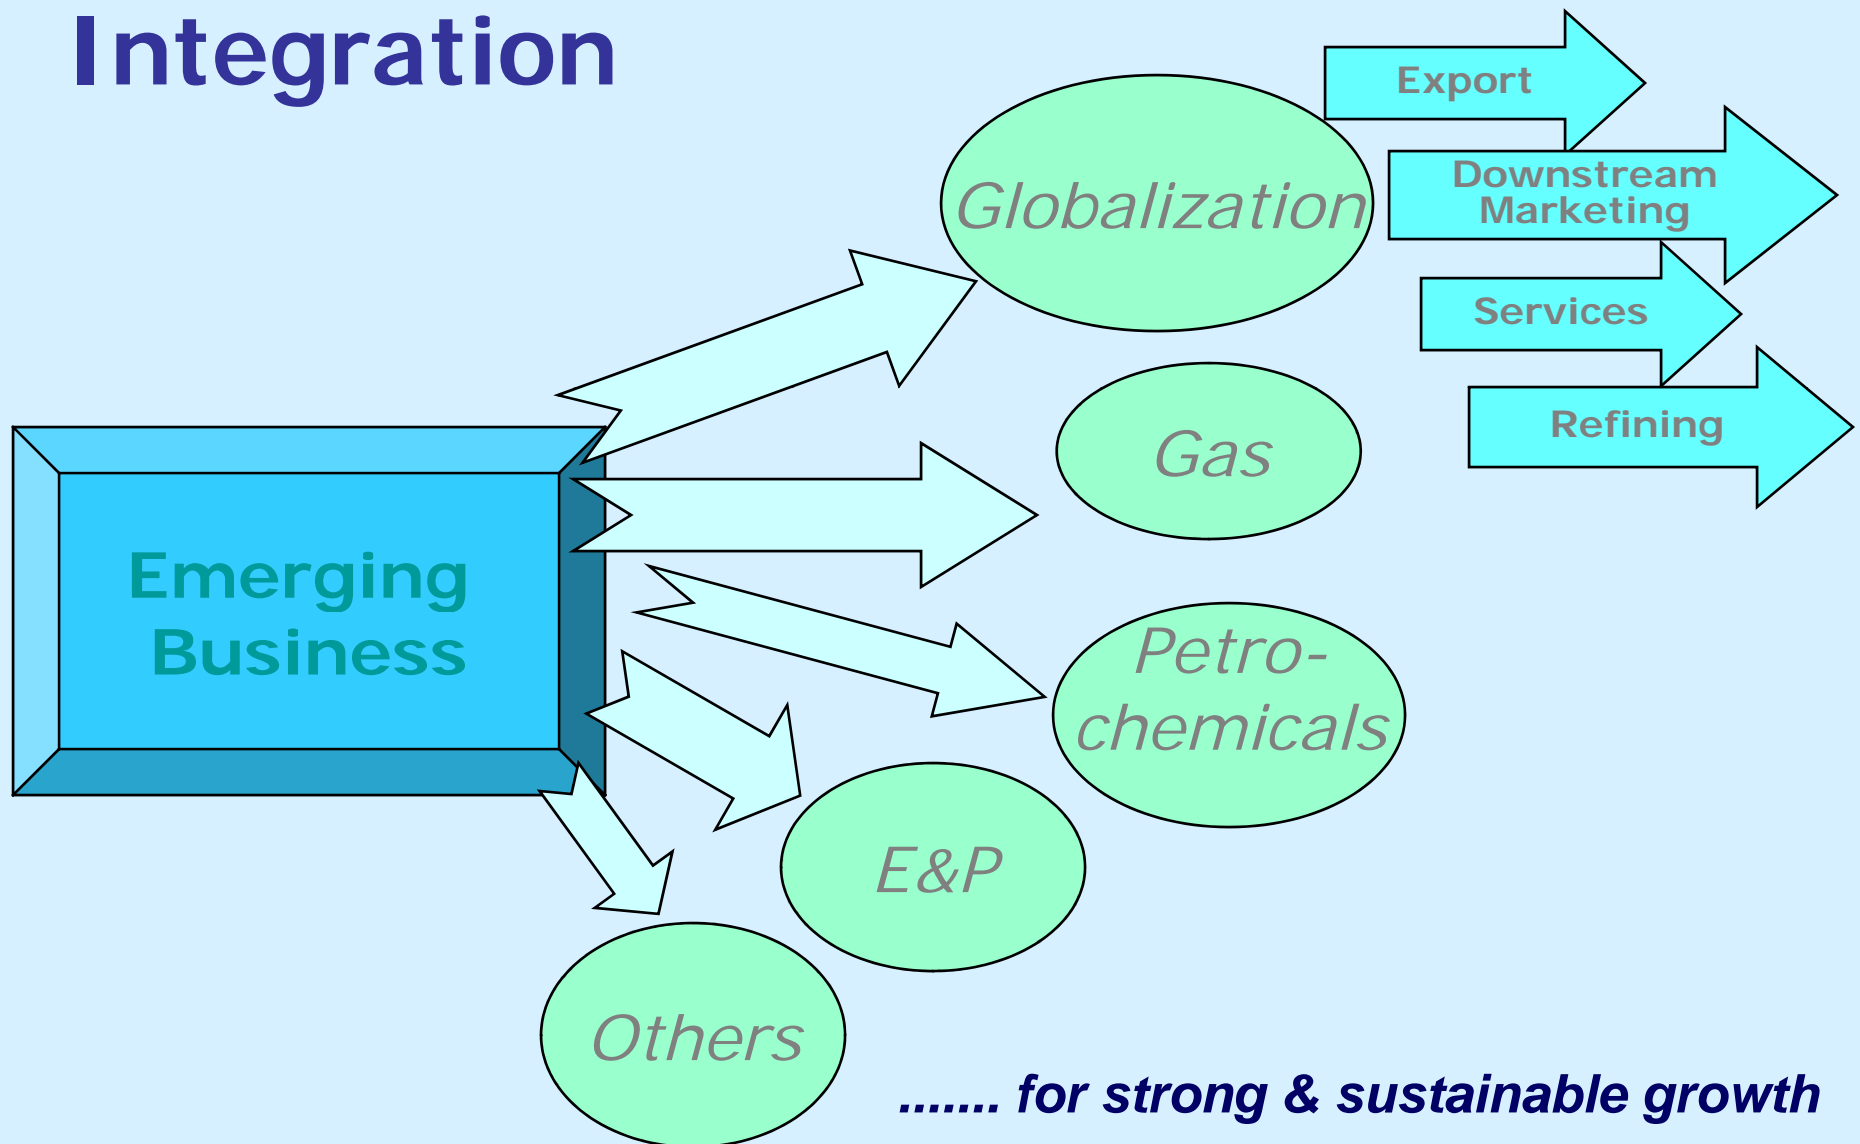 Integration
Export
Downstream
Marketing
Globalization
Services
Refining
Gas
Emerging
Business
Petro-
chemicals
E&P
Others
....... for strong & sustainable growth